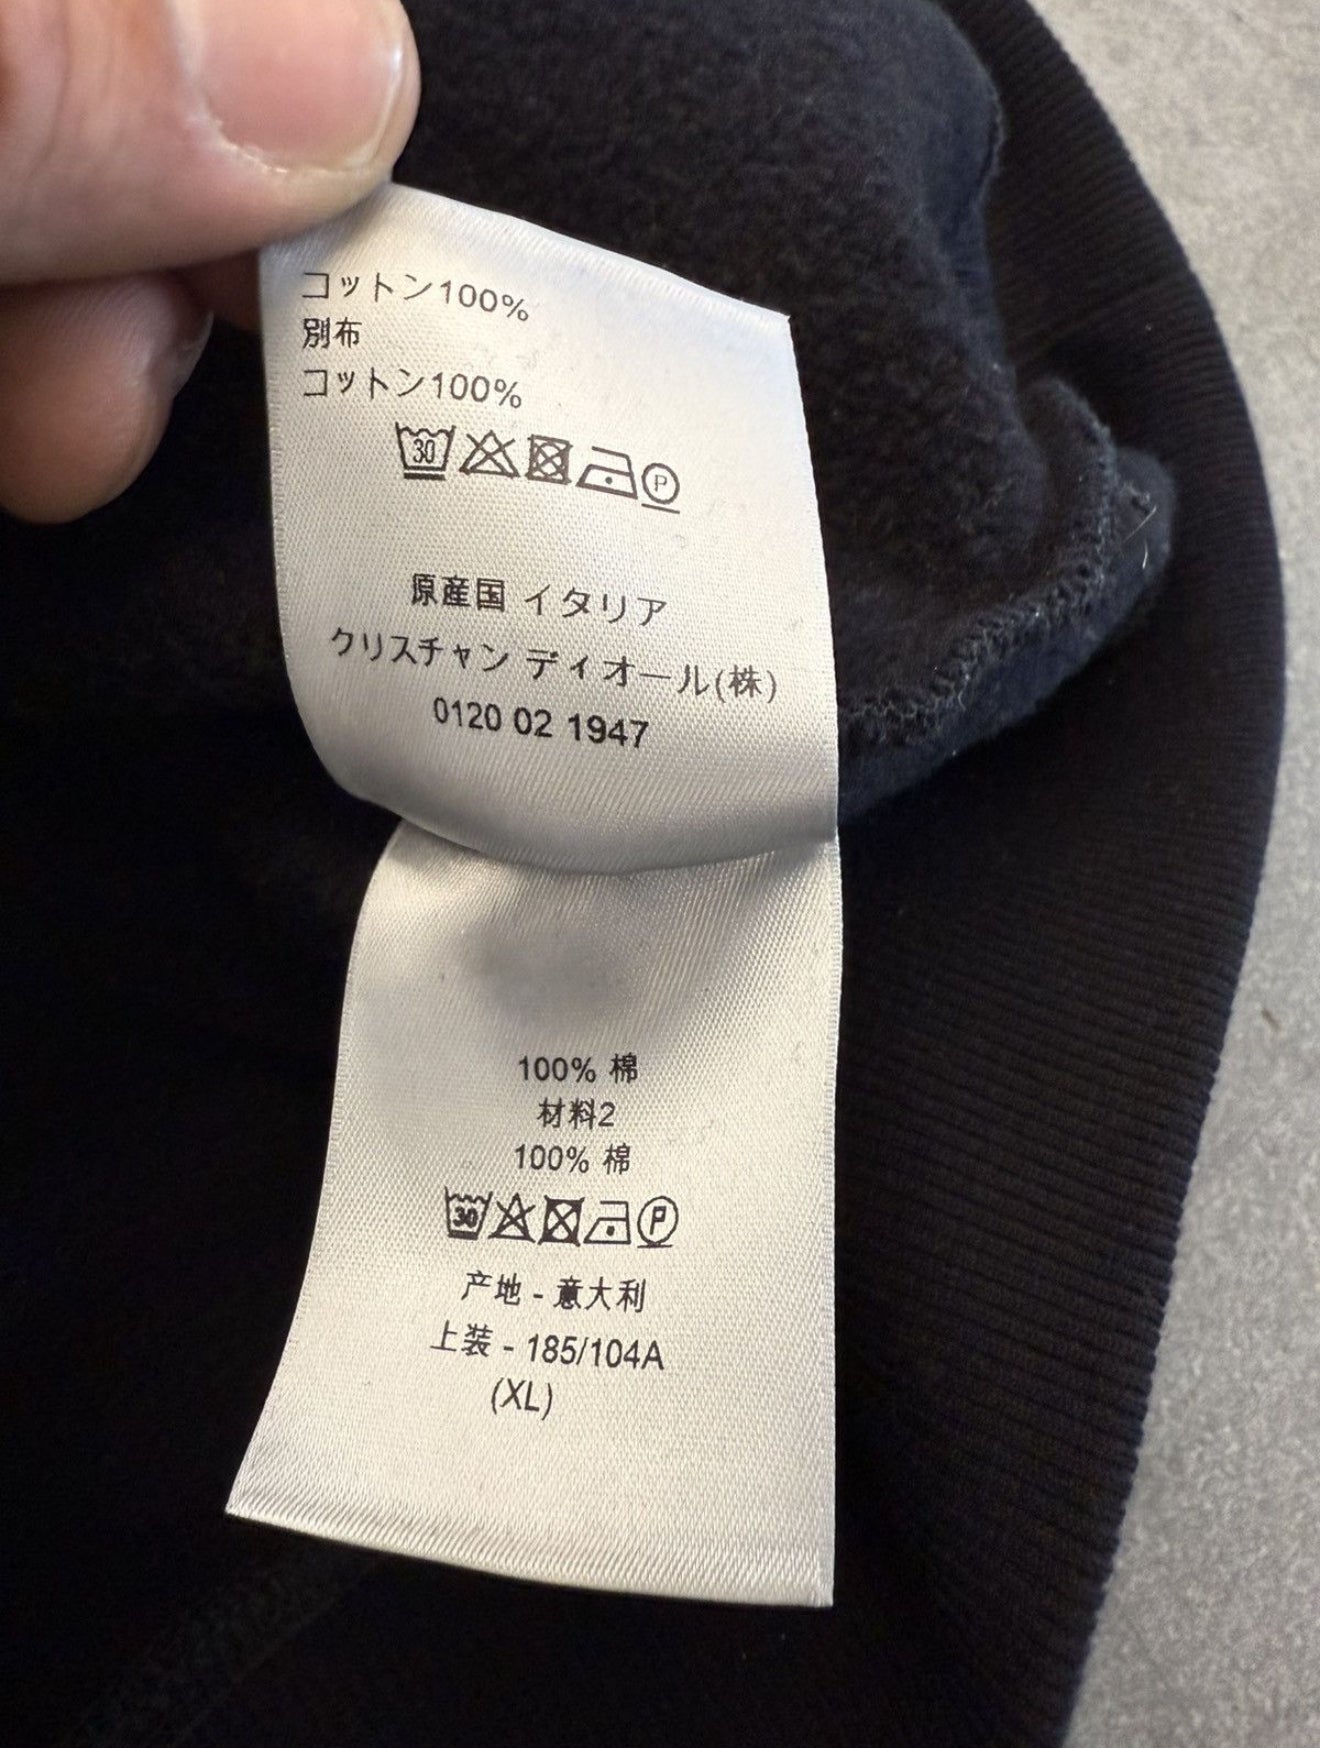 コットン100%
別布
コットン100%
30
P
原産国 イタリア
クリスチャン ディオール(株)
0120 02 1947
100% 棉
材料2
100% 棉
30
P
产地 - 意大利
上装 - 185/104A
(XL)